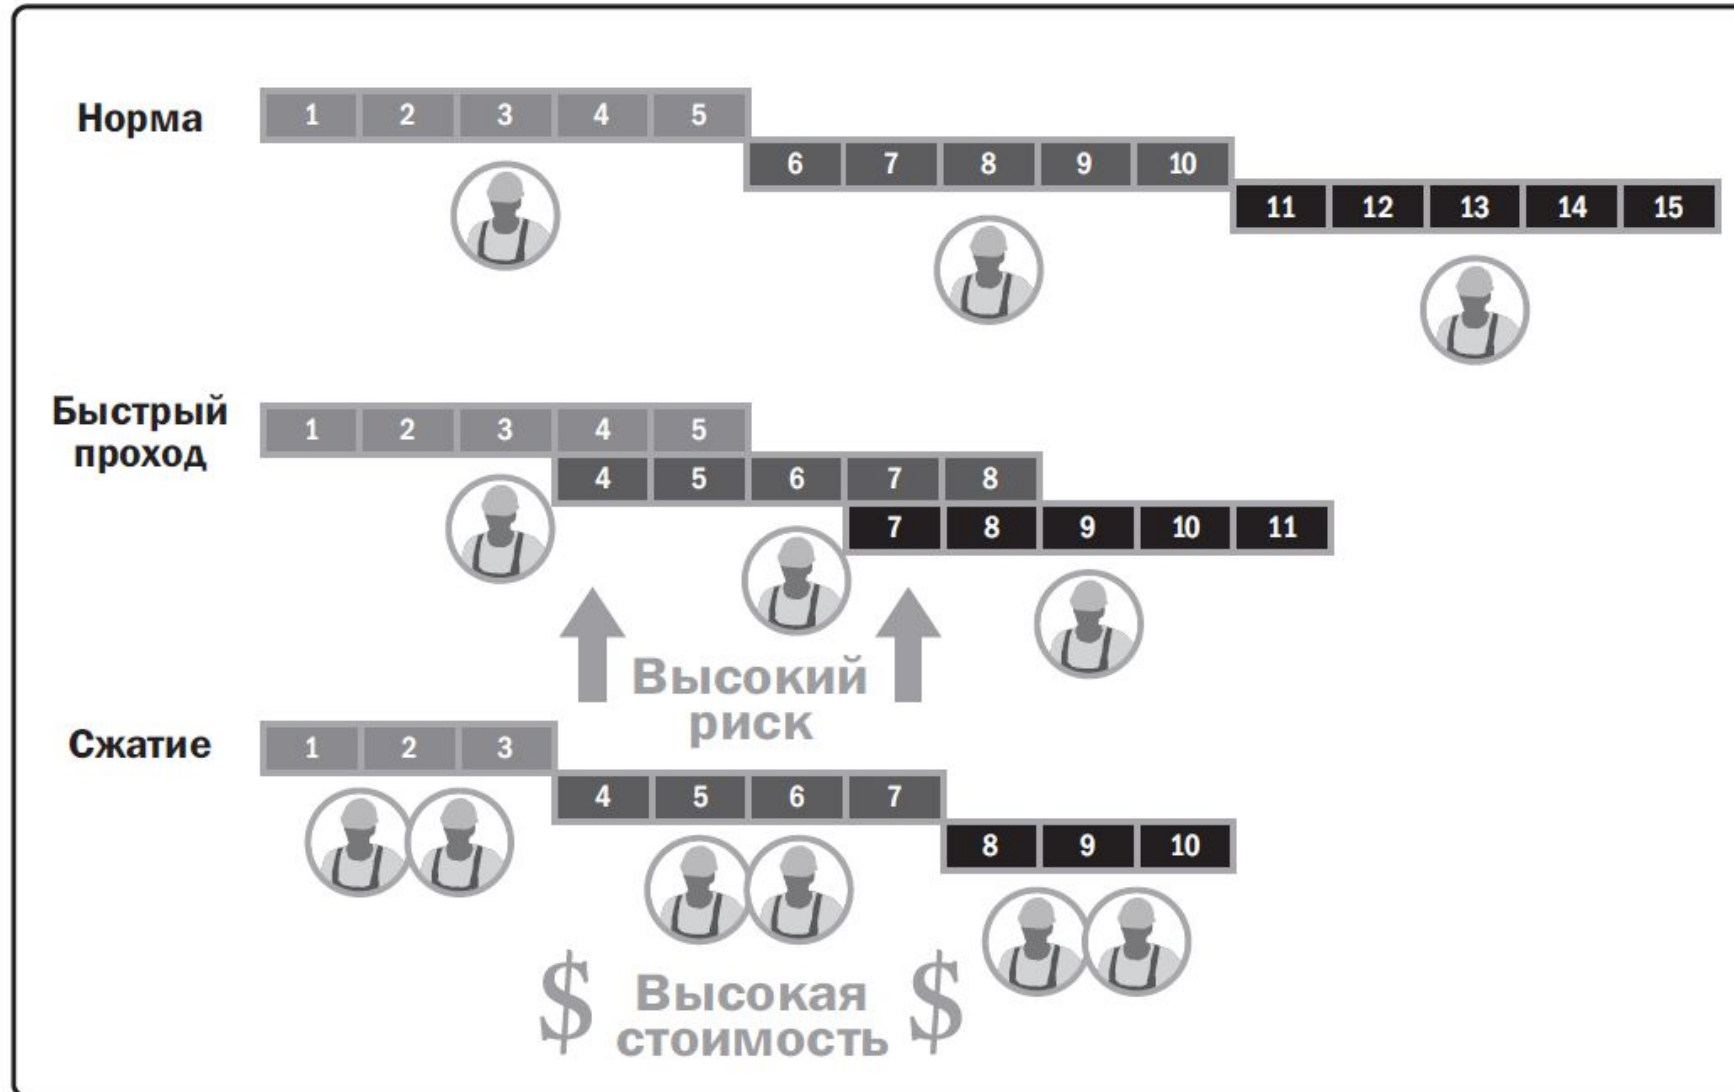 Норма
1 2 3 4 5
6 7 8 9 10
11 12 13 14 15
Быстрый
проход
1 2 3 4 5
4 5 6 7 8
7 8 9 10 11
Высокий
риск
Сжатие
1 2 3
4 5 6 7
8 9 10
$ Высокая $
стоимость